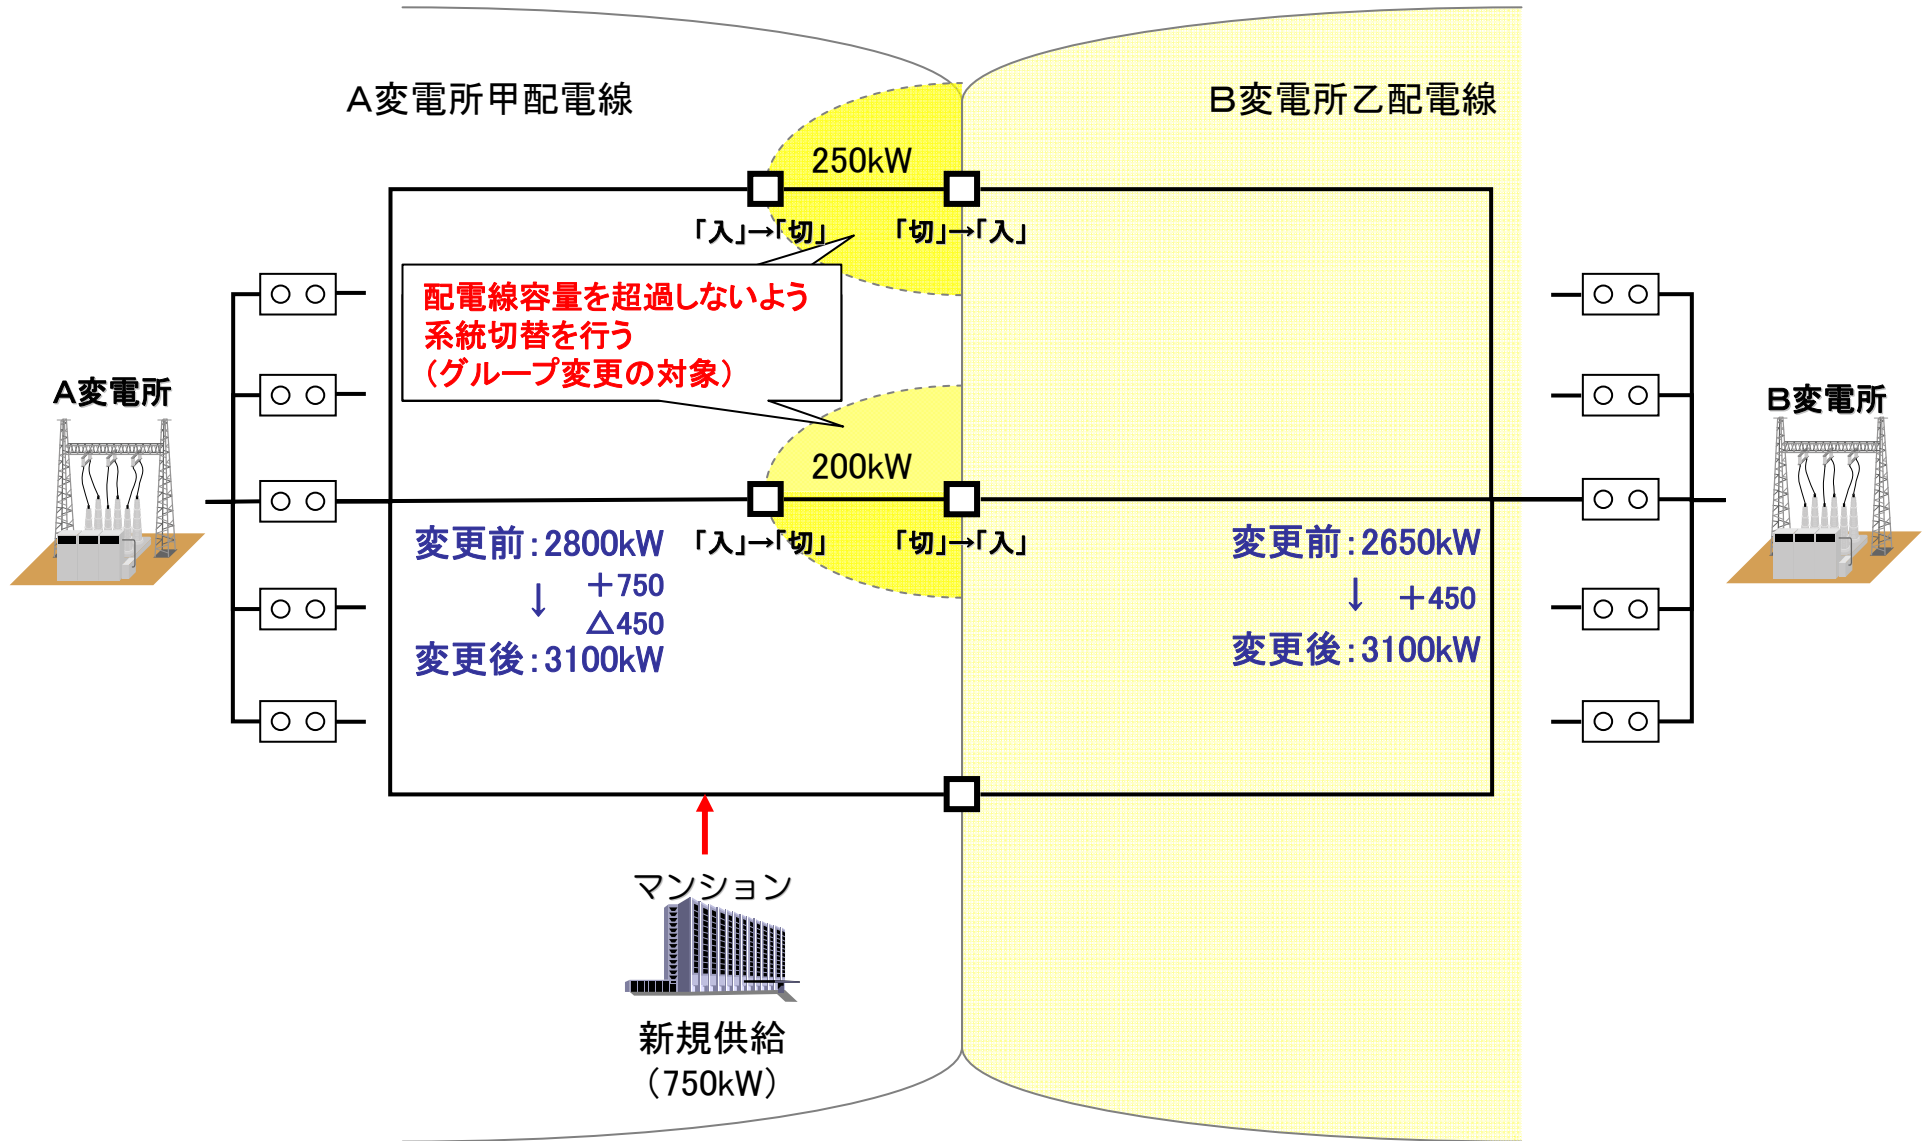 A変電所甲配電線
B変電所乙配電線
250kW
「入」→「切」
「切」→「入」
配電線容量を超過しないよう
系統切替を行う
(グループ変更の対象)
A変電所
B変電所
200kW
「入」→「切」
「切」→「入」
変更前:2800kW
↓ +750
△450
変更後:3100kW
変更前:2650kW
↓ +450
変更後:3100kW
マンション
新規供給
(750kW)